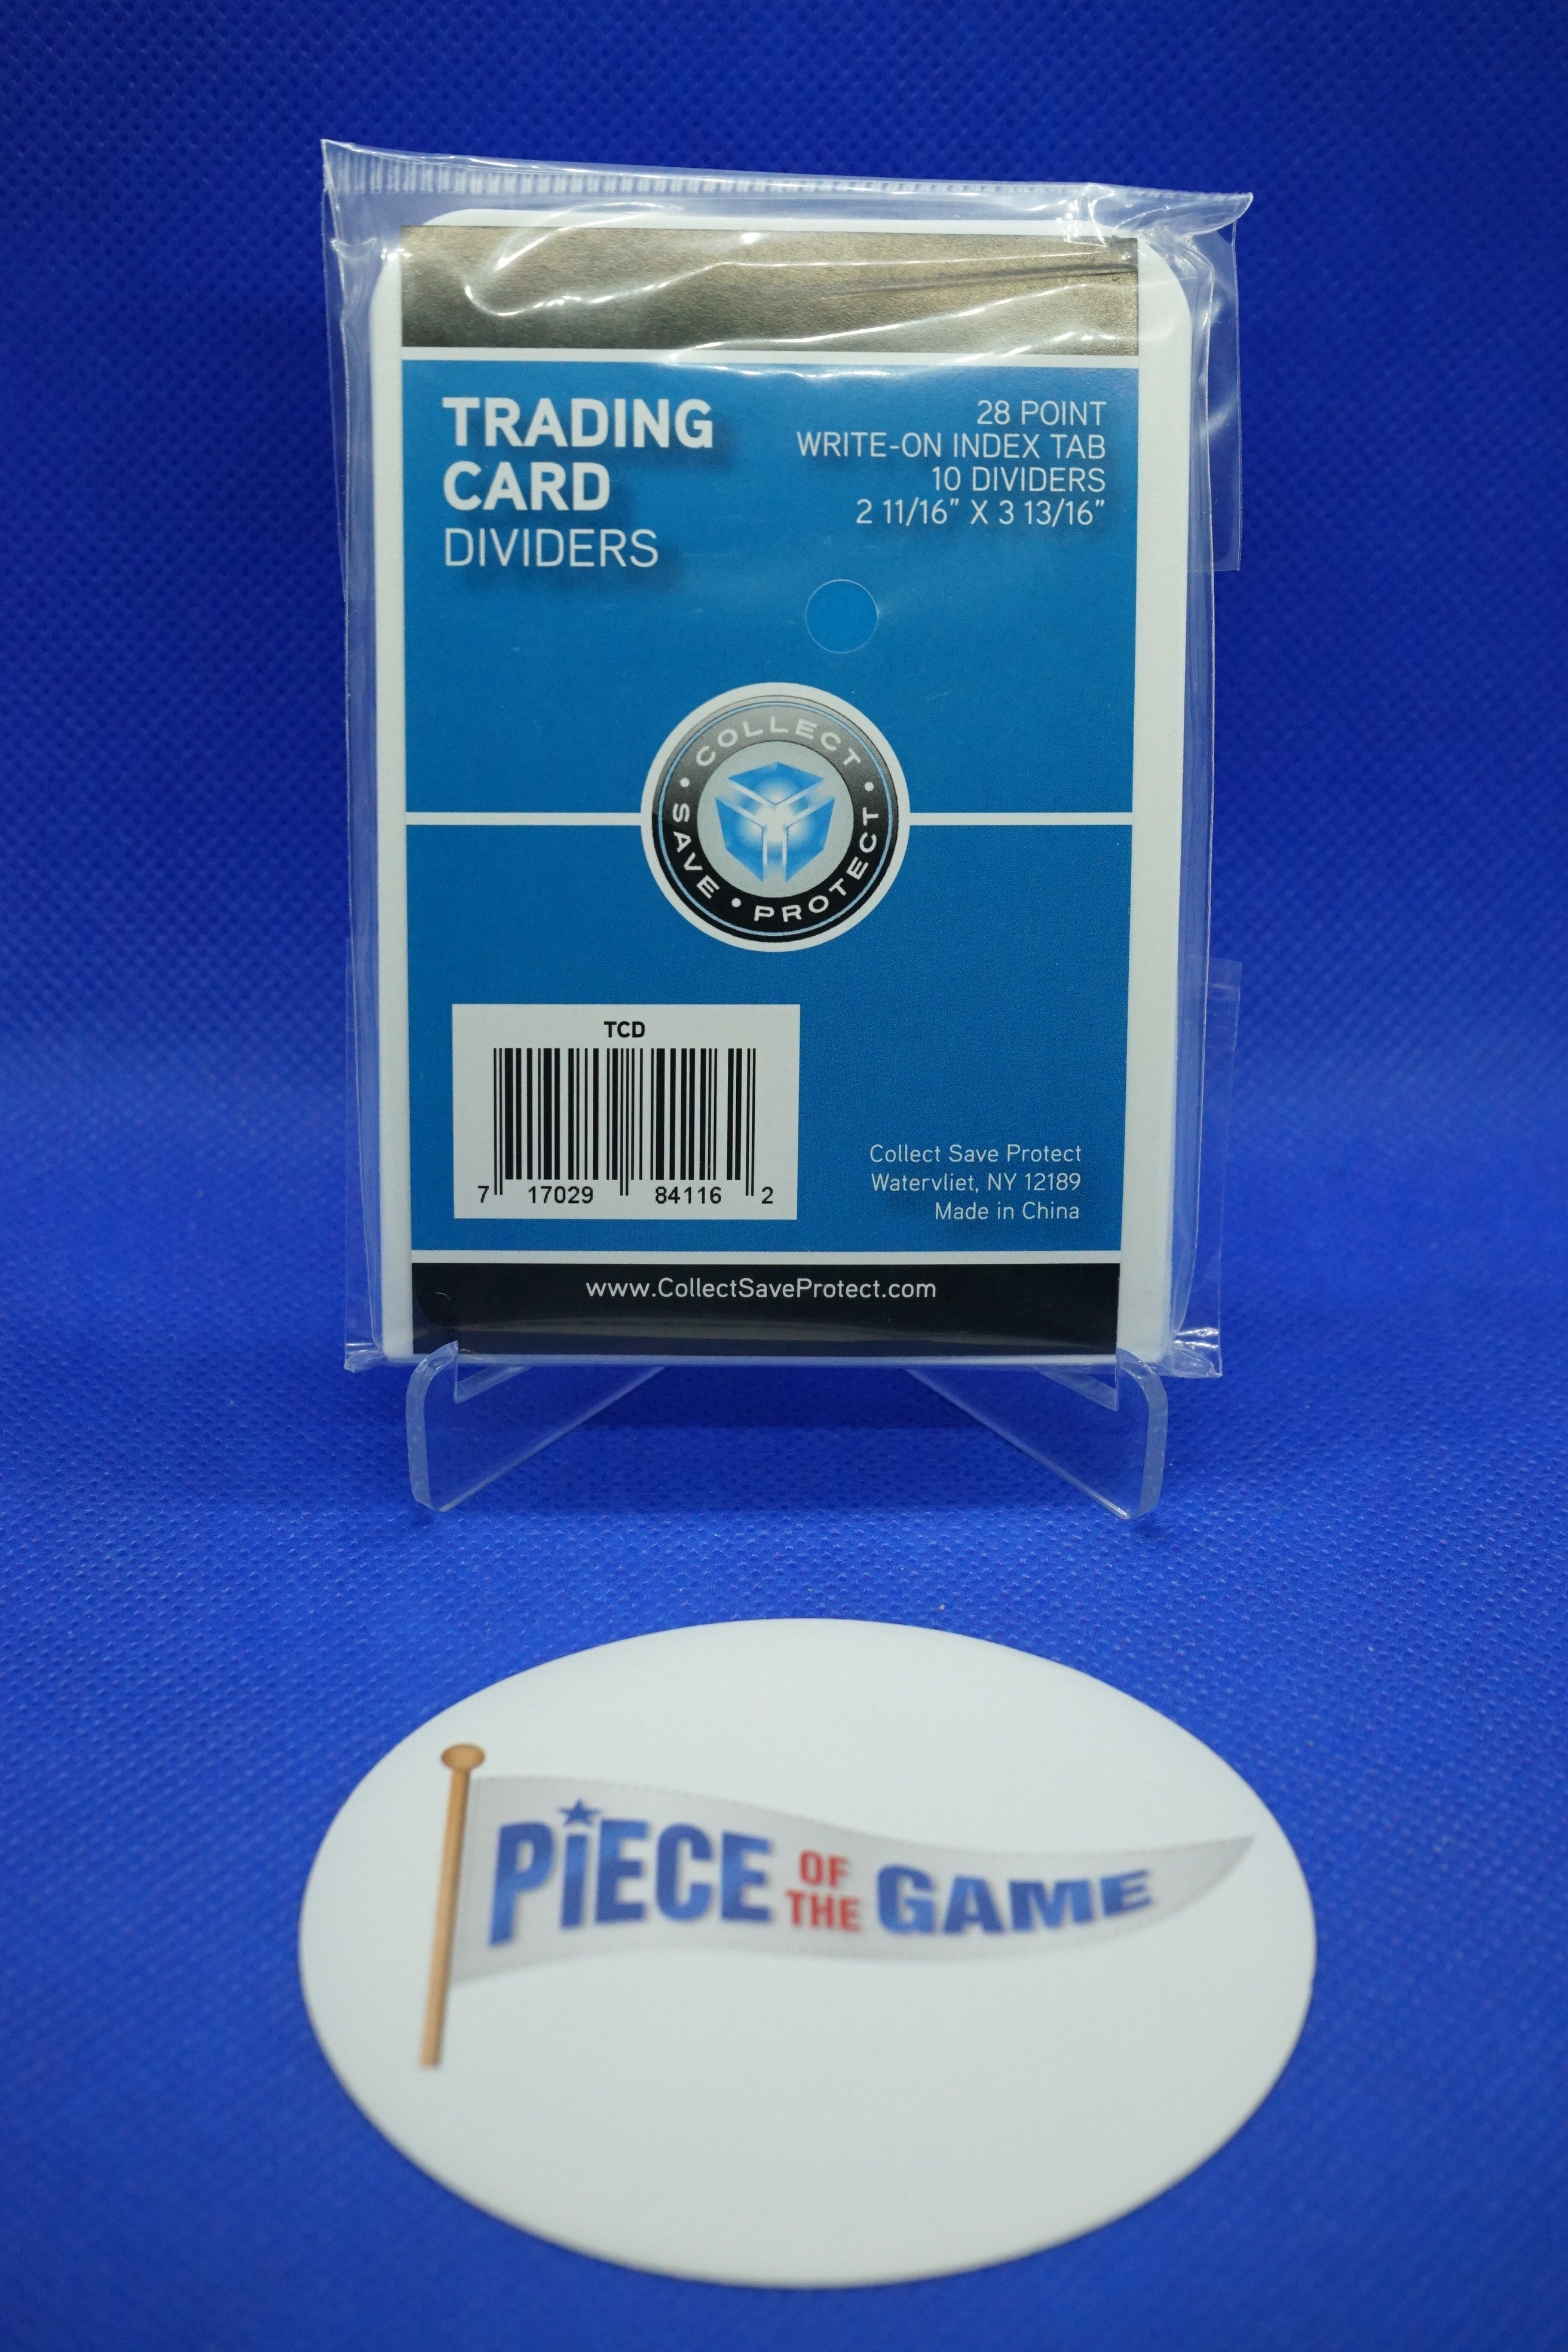 TRADING
CARD
DIVIDERS
28 POINT
WRITE-ON INDEX TAB
10 DIVIDERS
2 11/16” X 3 13/16”
COLLECT • PROTECT • SAVE •
TCD
7 17029 84116 2
Collect Save Protect
Watervliet, NY 12189
Made in China
www.CollectSaveProtect.com
PiECE OF THE GAME